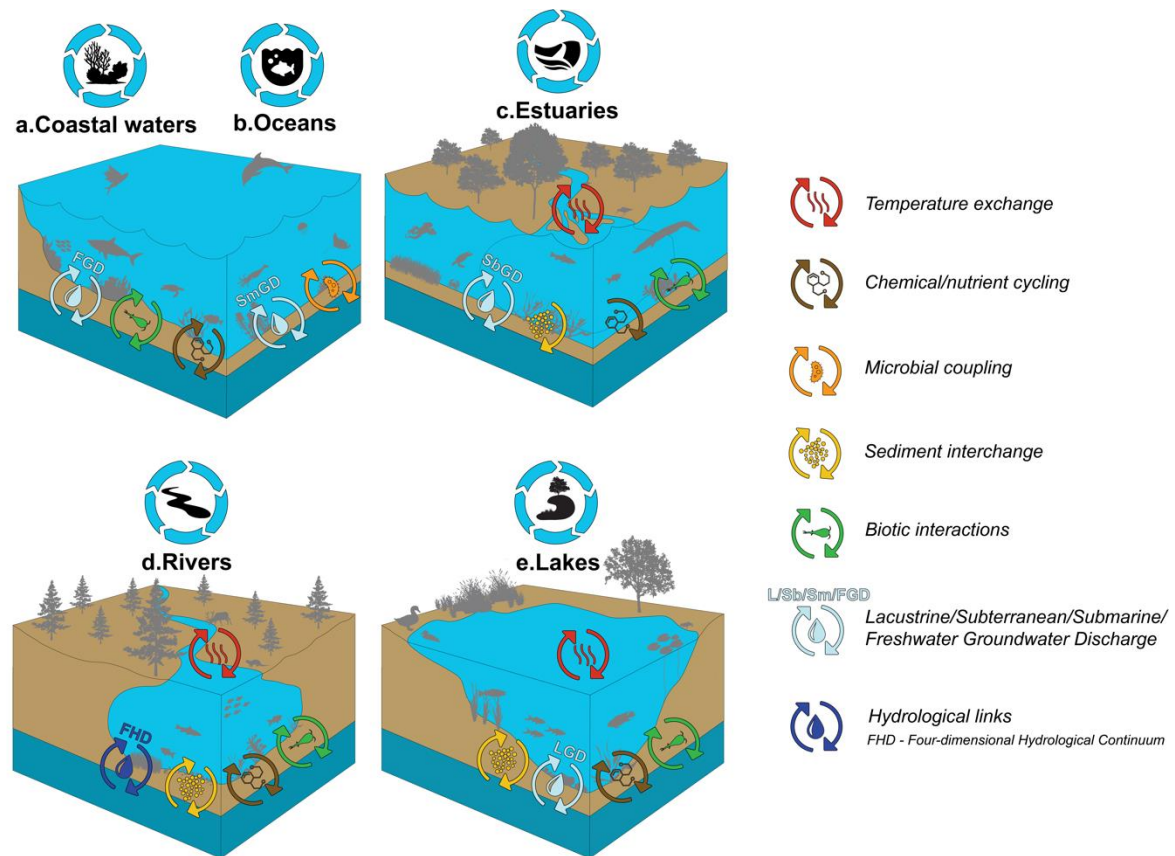 a.Coastal waters
b.Oceans
c.Estuaries
FGD
SmGD
SbGD
d.Rivers
e.Lakes
FHD
LGD
Temperature exchange
Chemical/nutrient cycling
Microbial coupling
Sediment interchange
Biotic interactions
L/Sb/Sm/FGD
Lacustrine/Subterranean/Submarine/
Freshwater Groundwater Discharge
Hydrological links
FHD - Four-dimensional Hydrological Continuum